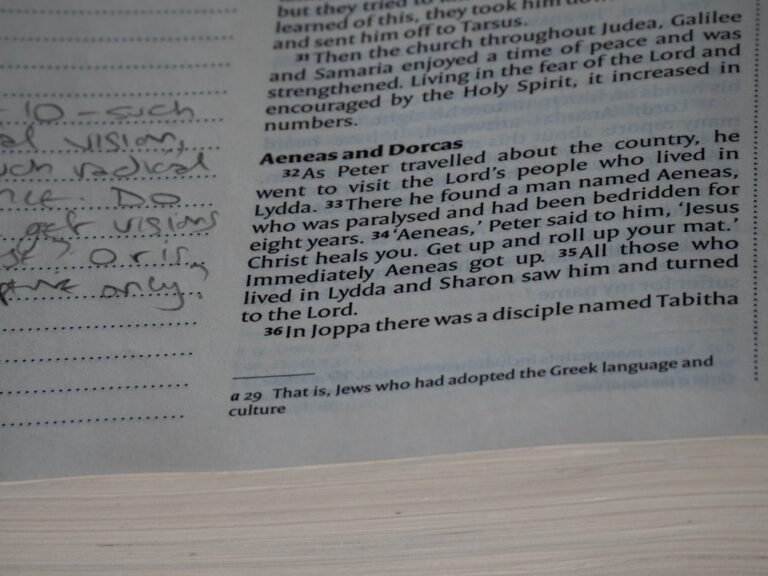 but they tried to
learned of this, they took him down
and sent him off to Tarsus.
31 Then the church throughout Judea, Galilee
and Samaria enjoyed a time of peace and was
strengthened. Living in the fear of the Lord and
encouraged by the Holy Spirit, it increased in
numbers.
Aeneas and Dorcas
32 As Peter travelled about the country, he
went to visit the Lord's people who lived in
Lydda. 33 There he found a man named Aeneas,
who was paralysed and had been bedridden for
eight years. 34 'Aeneas,' Peter said to him, 'Jesus
Christ heals you. Get up and roll up your mat.'
Immediately Aeneas got up. 35 All those who
lived in Lydda and Sharon saw him and turned
to the Lord.
36 In Joppa there was a disciple named Tabitha
a 29 That is, Jews who had adopted the Greek language and
culture
- 10 - such
vision,
radical
Do
get visions
? Or is
only?